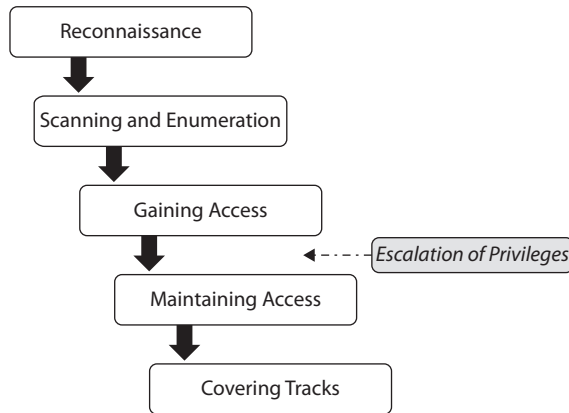 Reconnaissance
Scanning and Enumeration
Gaining Access
Escalation of Privileges
Maintaining Access
Covering Tracks